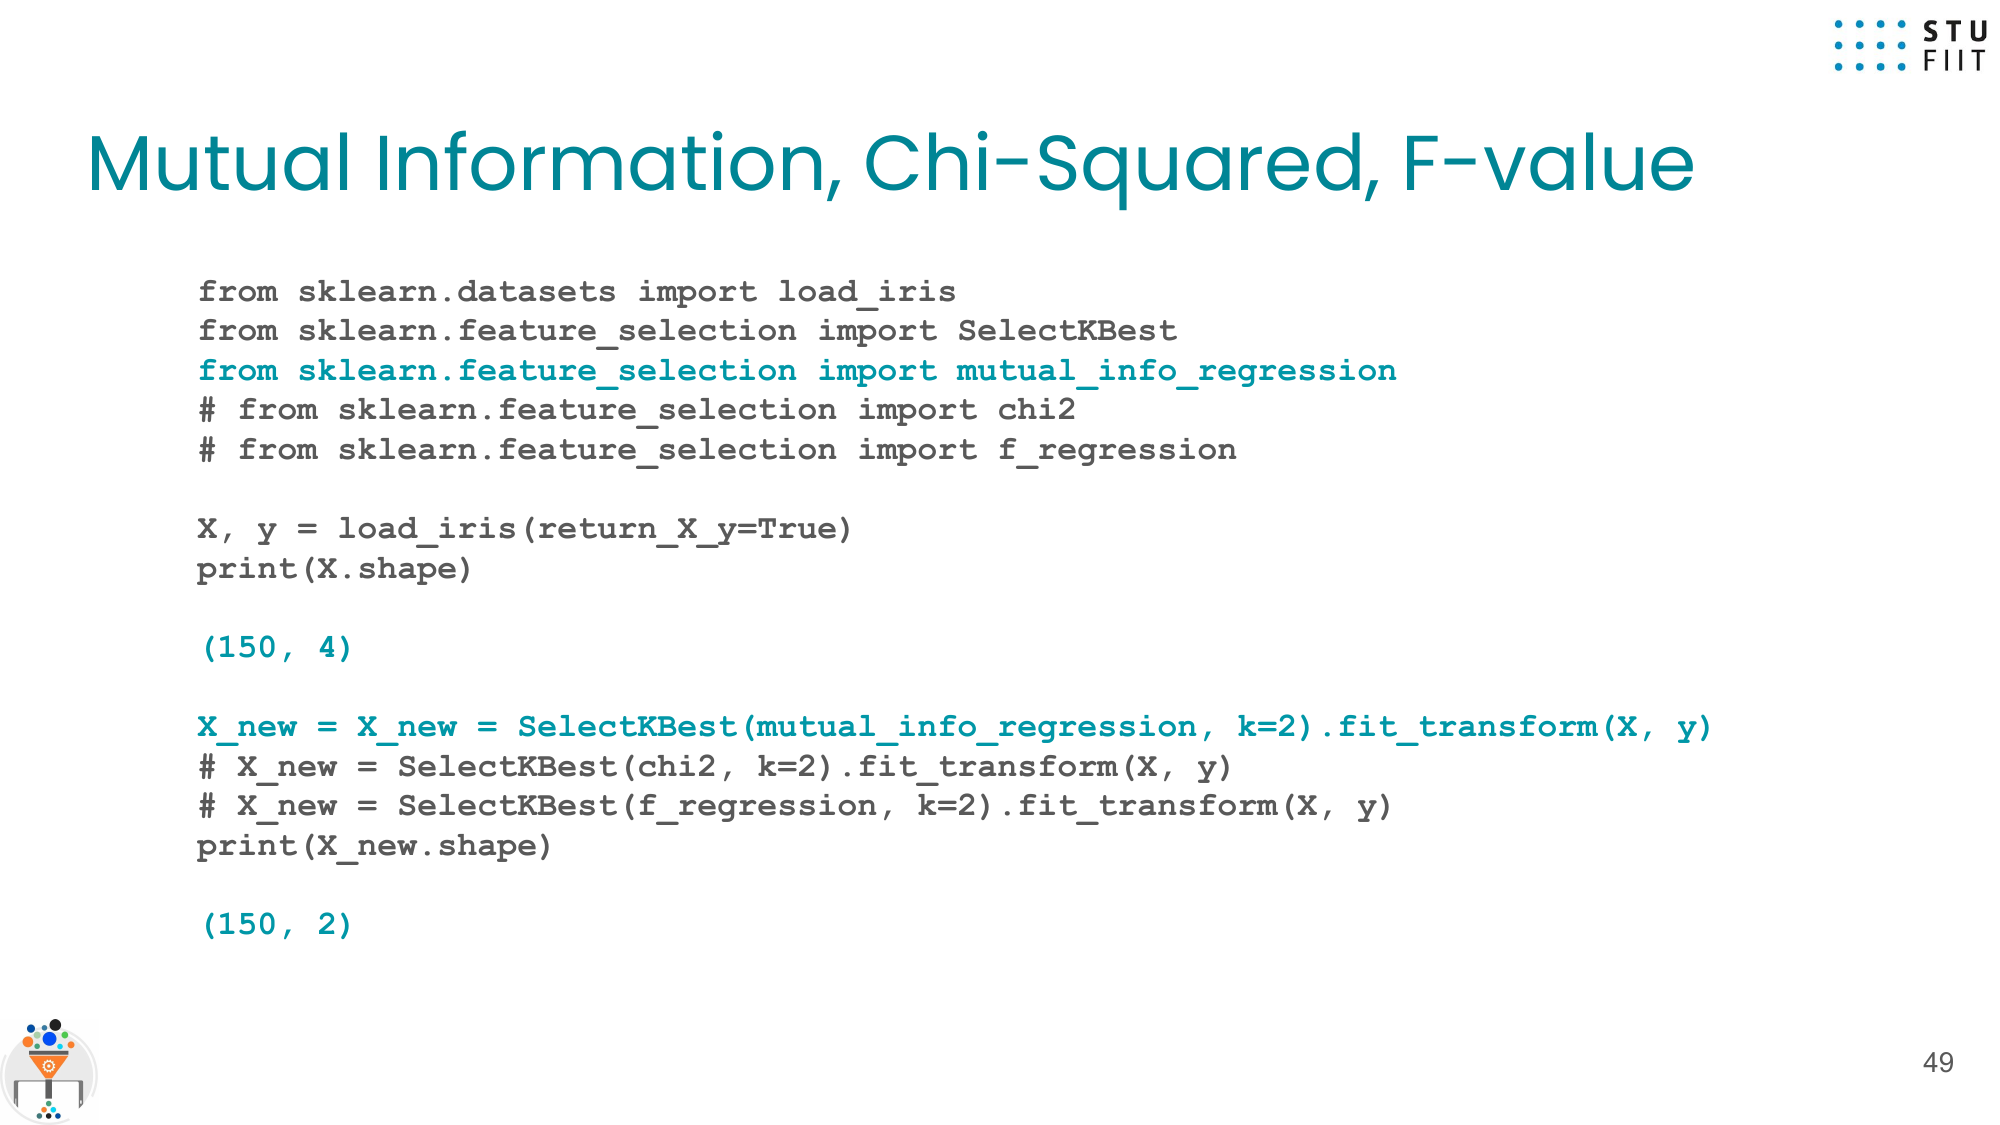 STU
FIIT
Mutual Information, Chi-Squared, F-value
from sklearn.datasets import load_iris
from sklearn.feature_selection import SelectKBest
from sklearn.feature_selection import mutual_info_regression
# from sklearn.feature_selection import chi2
# from sklearn.feature_selection import f_regression
X, y = load_iris(return_X_y=True)
print(X.shape)
(150, 4)
X_new = X_new = SelectKBest(mutual_info_regression, k=2).fit_transform(X, y)
# X_new = SelectKBest(chi2, k=2).fit_transform(X, y)
# X_new = SelectKBest(f_regression, k=2).fit_transform(X, y)
print(X_new.shape)
(150, 2)
49